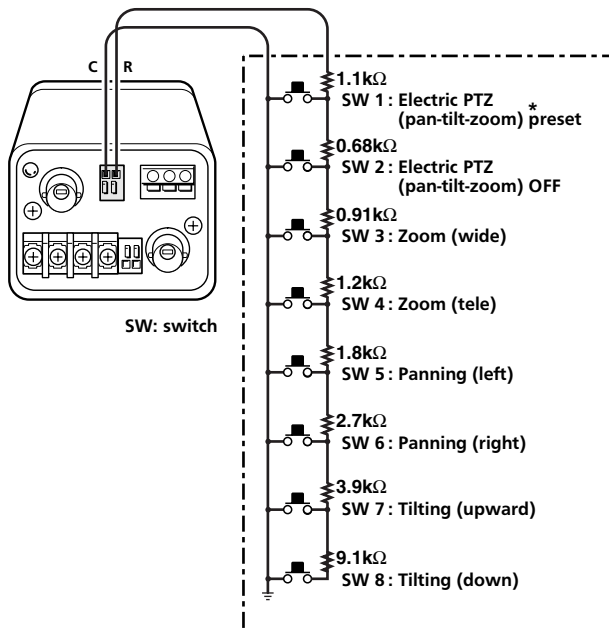 C R
1.1kΩ
SW 1 : Electric PTZ
(pan-tilt-zoom) * preset
0.68kΩ
SW 2 : Electric PTZ
(pan-tilt-zoom) OFF
0.91kΩ
SW 3 : Zoom (wide)
1.2kΩ
SW 4 : Zoom (tele)
SW: switch
1.8kΩ
SW 5 : Panning (left)
2.7kΩ
SW 6 : Panning (right)
3.9kΩ
SW 7 : Tilting (upward)
9.1kΩ
SW 8 : Tilting (down)